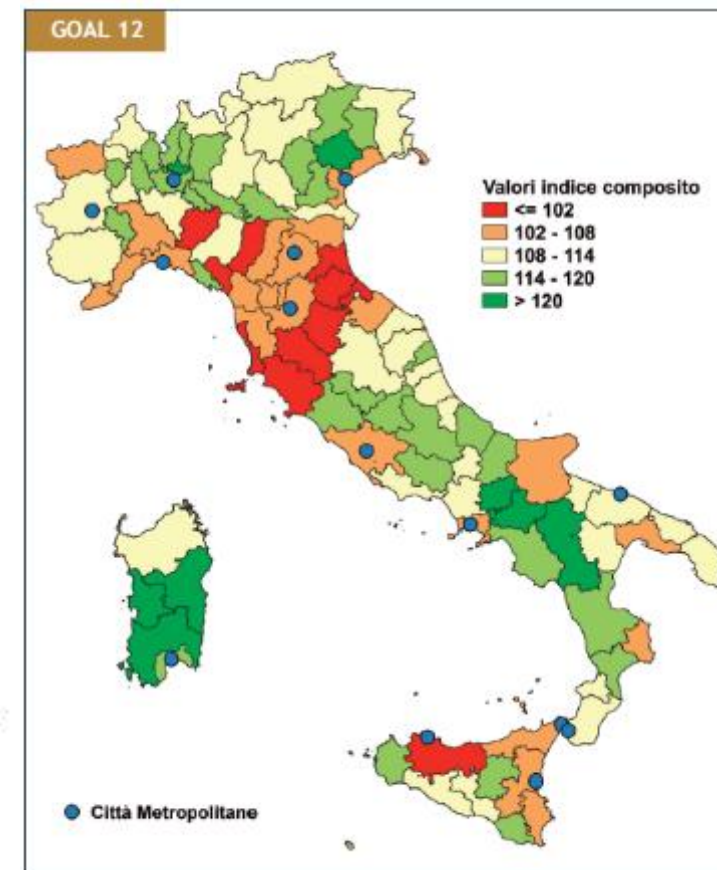 GOAL 12
Valori indice composito
<= 102
102 - 108
108 - 114
114 - 120
> 120
Città Metropolitane